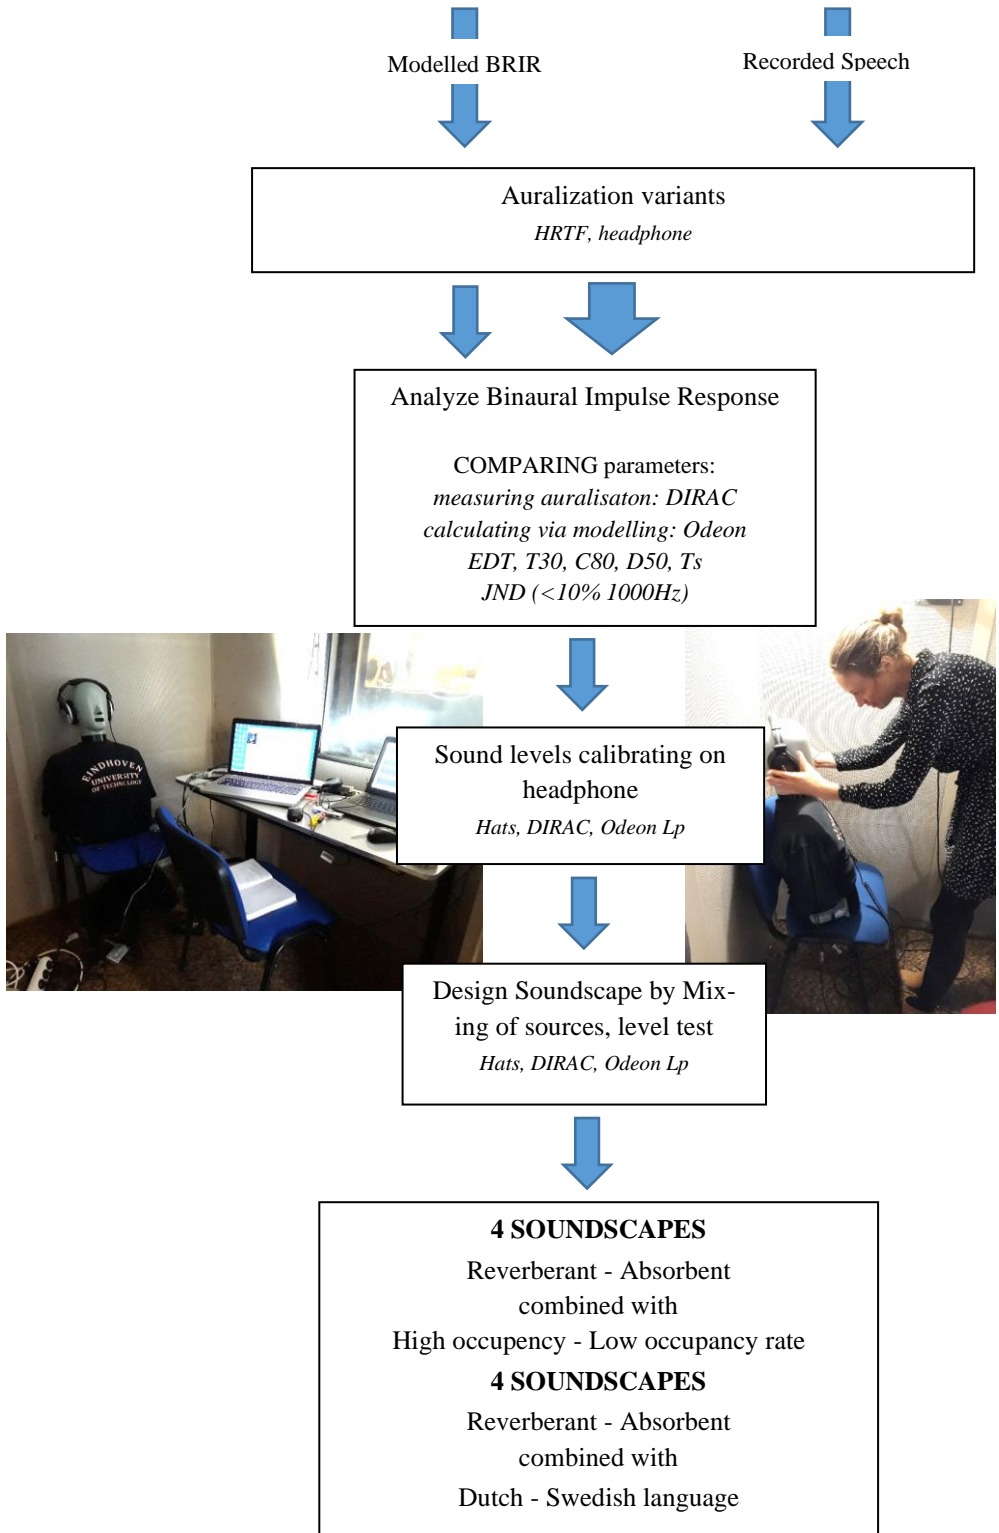 Modelled BRIR
Recorded Speech
Auralization variants
HRTF, headphone
Analyze Binaural Impulse Response
COMPARING parameters:
measuring auralisaton: DIRAC
calculating via modelling: Odeon
EDT, T30, C80, D50, Ts
JND (<10% 1000Hz)
EINDHOVEN
UNIVERSITY
OF TECHNOLOGY
Sound levels calibrating on
headphone
Hats, DIRAC, Odeon Lp
Design Soundscape by Mix-
ing of sources, level test
Hats, DIRAC, Odeon Lp
4 SOUNDSCAPES
Reverberant - Absorbent
combined with
High occupency - Low occupancy rate
4 SOUNDSCAPES
Reverberant - Absorbent
combined with
Dutch - Swedish language